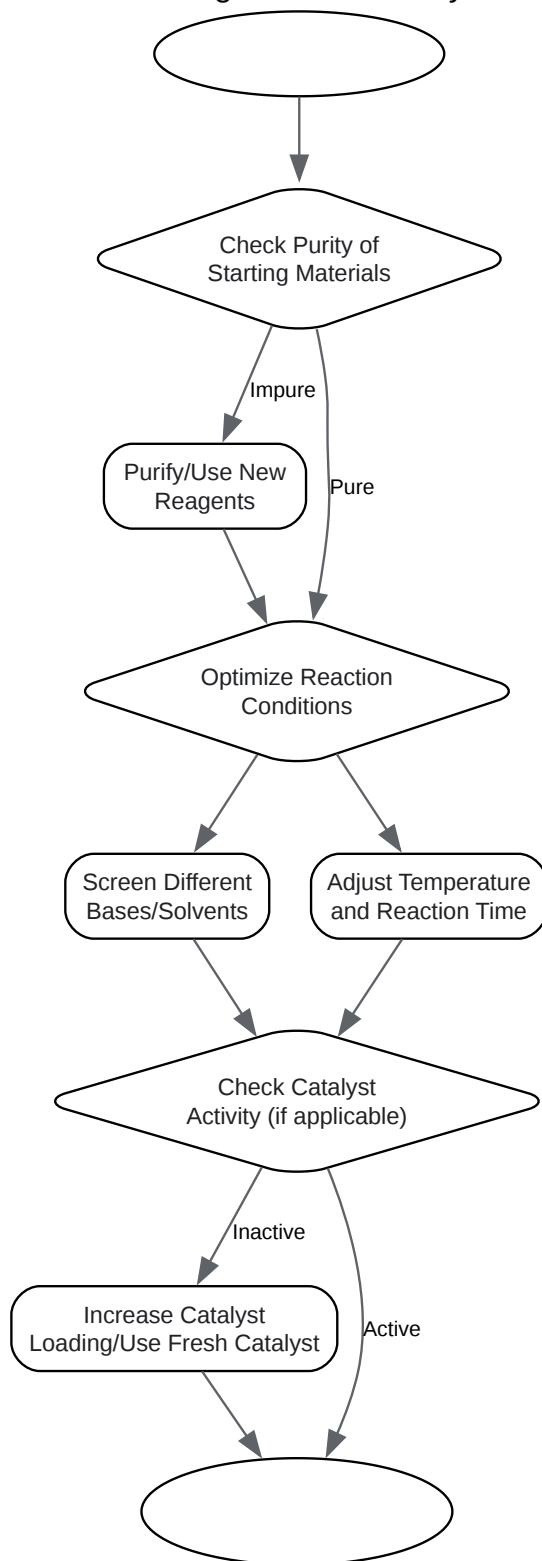 Check Purity of
Starting Materials
Impure
Purify/Use New
Reagents
Pure
Optimize Reaction
Conditions
Screen Different
Bases/Solvents
Adjust Temperature
and Reaction Time
Check Catalyst
Activity (if applicable)
Inactive
Increase Catalyst
Loading/Use Fresh Catalyst
Active